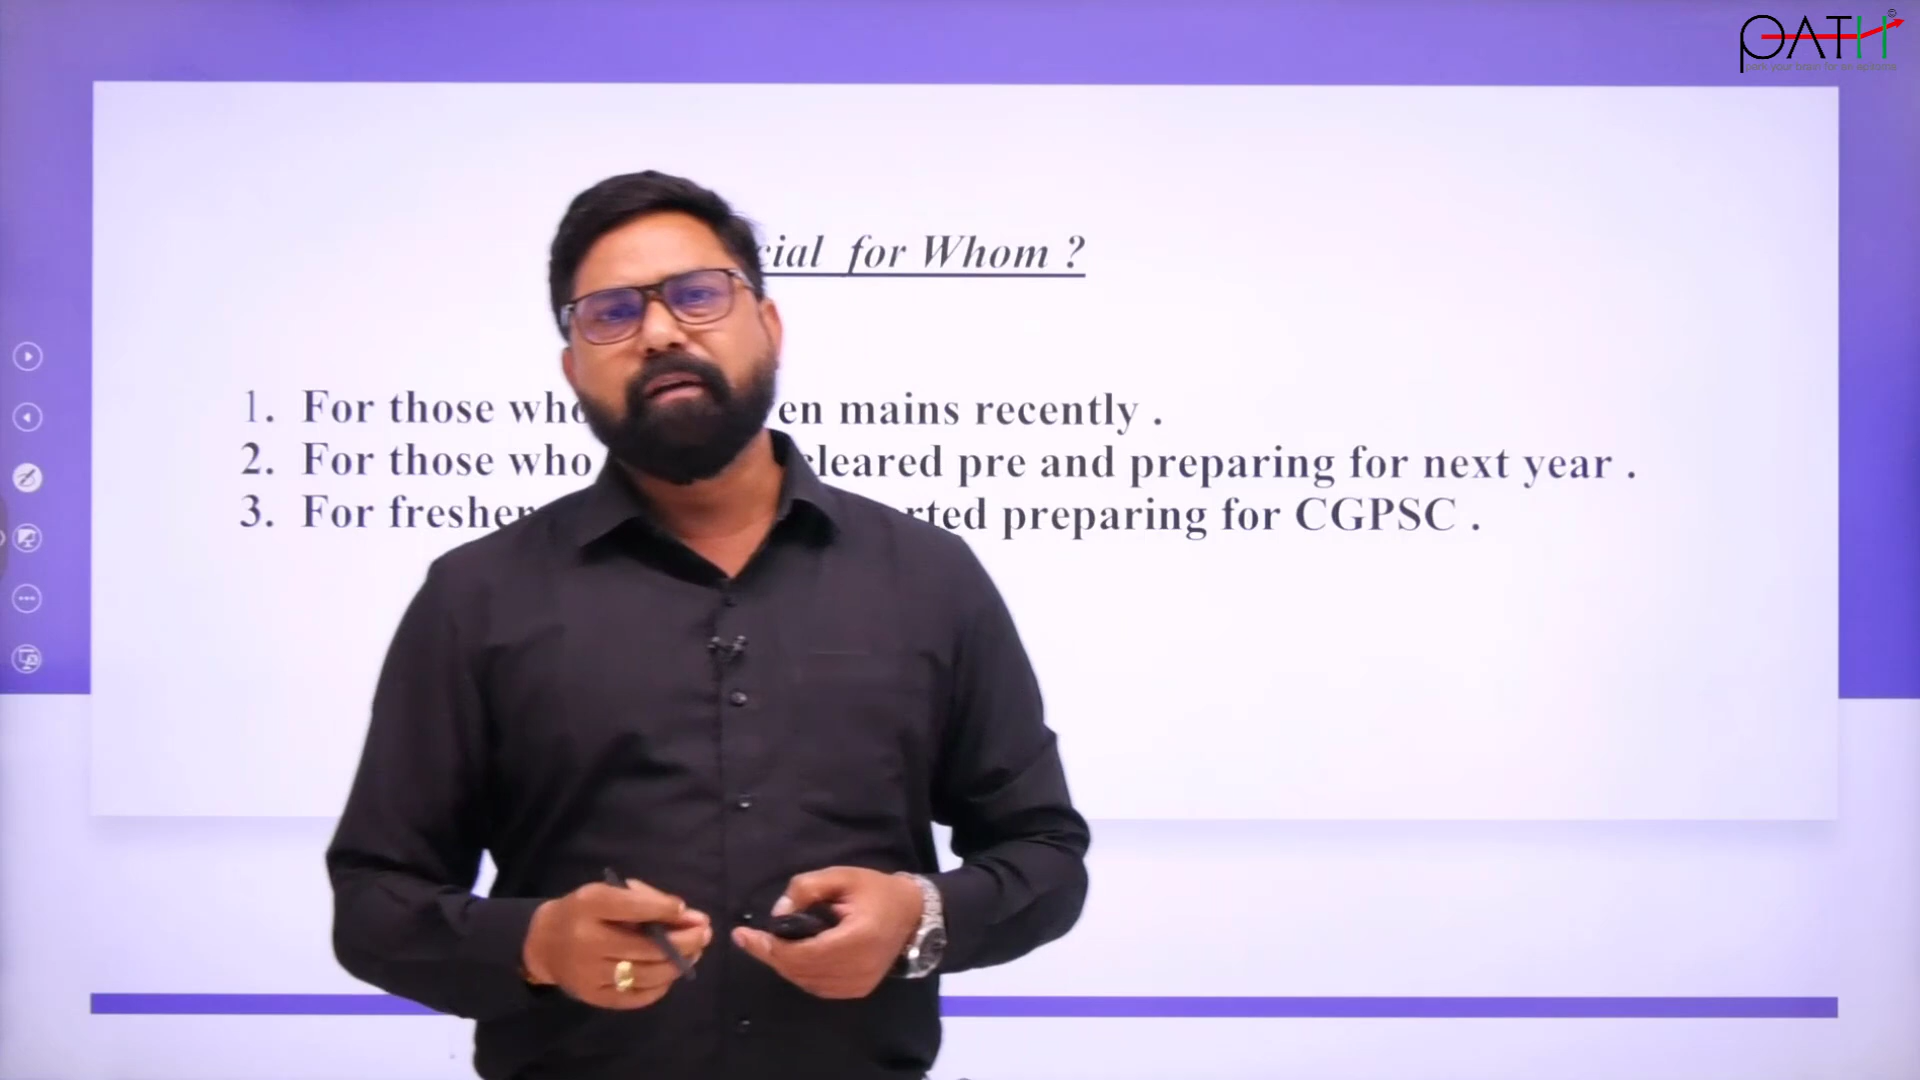 PATH
cial for Whom ?
1. For those who en mains recently .
2. For those who cleared pre and preparing for next year .
3. For fresher rted preparing for CGPSC .